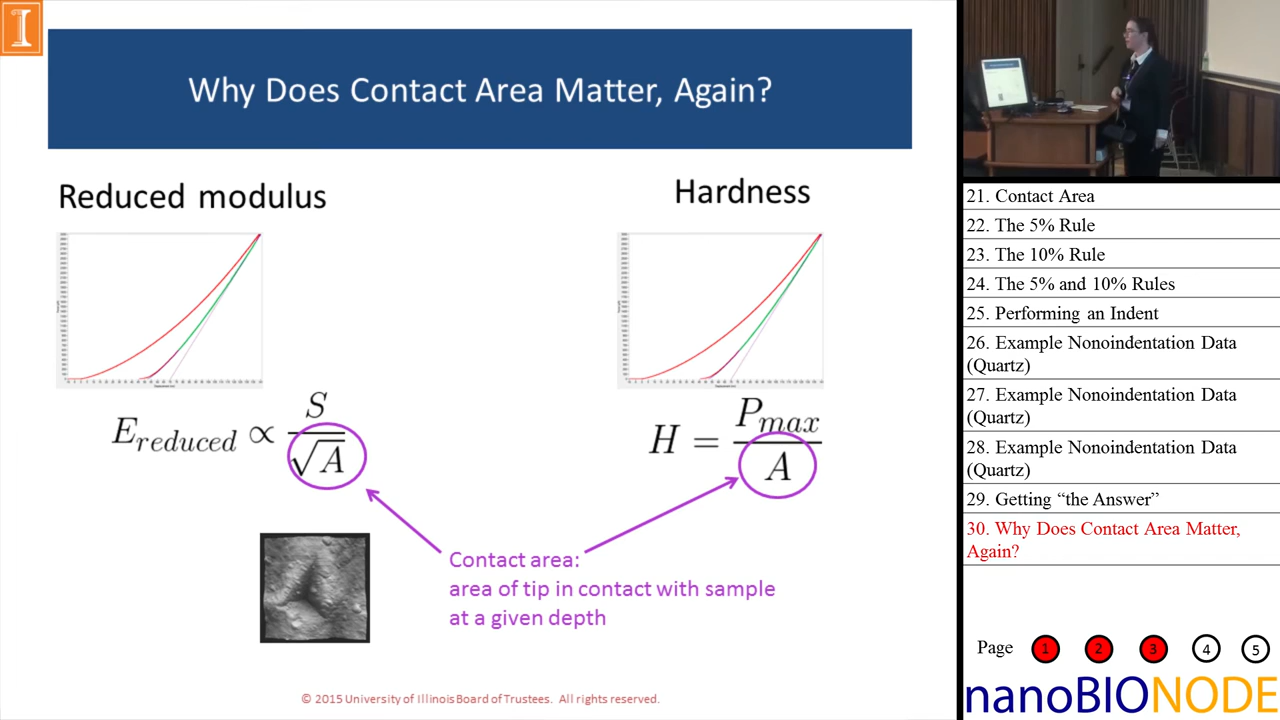 Why Does Contact Area Matter, Again?
Reduced modulus
Hardness
E_reduced ∝ S / √A
H = P_max / A
Contact area:
area of tip in contact with sample
at a given depth
© 2015 University of IllinoisBoard of Trustees. All rights reserved.
21. Contact Area
22. The 5% Rule
23. The 10% Rule
24. The 5% and 10% Rules
25. Performing an Indent
26. Example Nonoindentation Data
(Quartz)
27. Example Nonoindentation Data
(Quartz)
28. Example Nonoindentation Data
(Quartz)
29. Getting “the Answer”
30. Why Does Contact Area Matter,
Again?
Page 1 2 3 4 5
nanoBIONODE